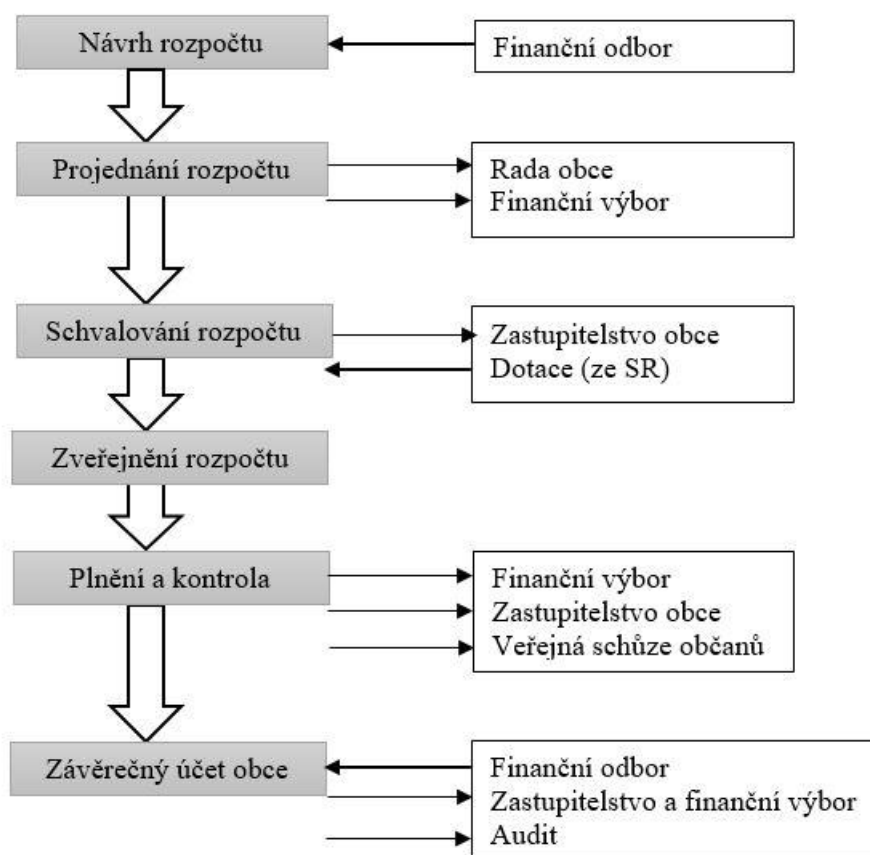 Návrh rozpočtu
Finanční odbor
Projednání rozpočtu
Rada obce
Finanční výbor
Schvalování rozpočtu
Zastupitelstvo obce
Dotace (ze SR)
Zveřejnění rozpočtu
Plnění a kontrola
Finanční výbor
Zastupitelstvo obce
Veřejná schůze občanů
Závěrečný účet obce
Finanční odbor
Zastupitelstvo a finanční výbor
Audit